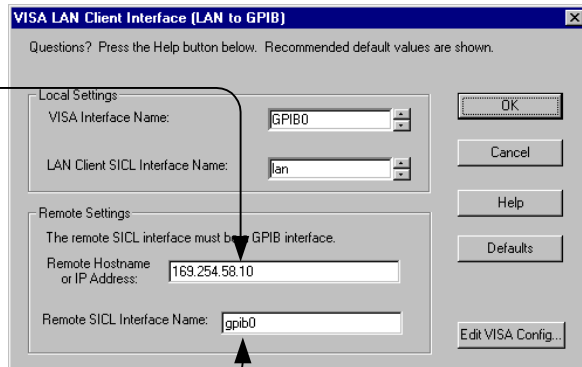 VISA LAN Client Interface (LAN to GPIB)
Questions? Press the Help button below. Recommended default values are shown.
Local Settings
VISA Interface Name: GPIB0
LAN Client SICL Interface Name: lan
OK
Cancel
Help
Defaults
Remote Settings
The remote SICL interface must be a GPIB interface.
Remote Hostname
or IP Address: 169.254.58.10
Remote SICL Interface Name: gpib0
Edit VISA Config...